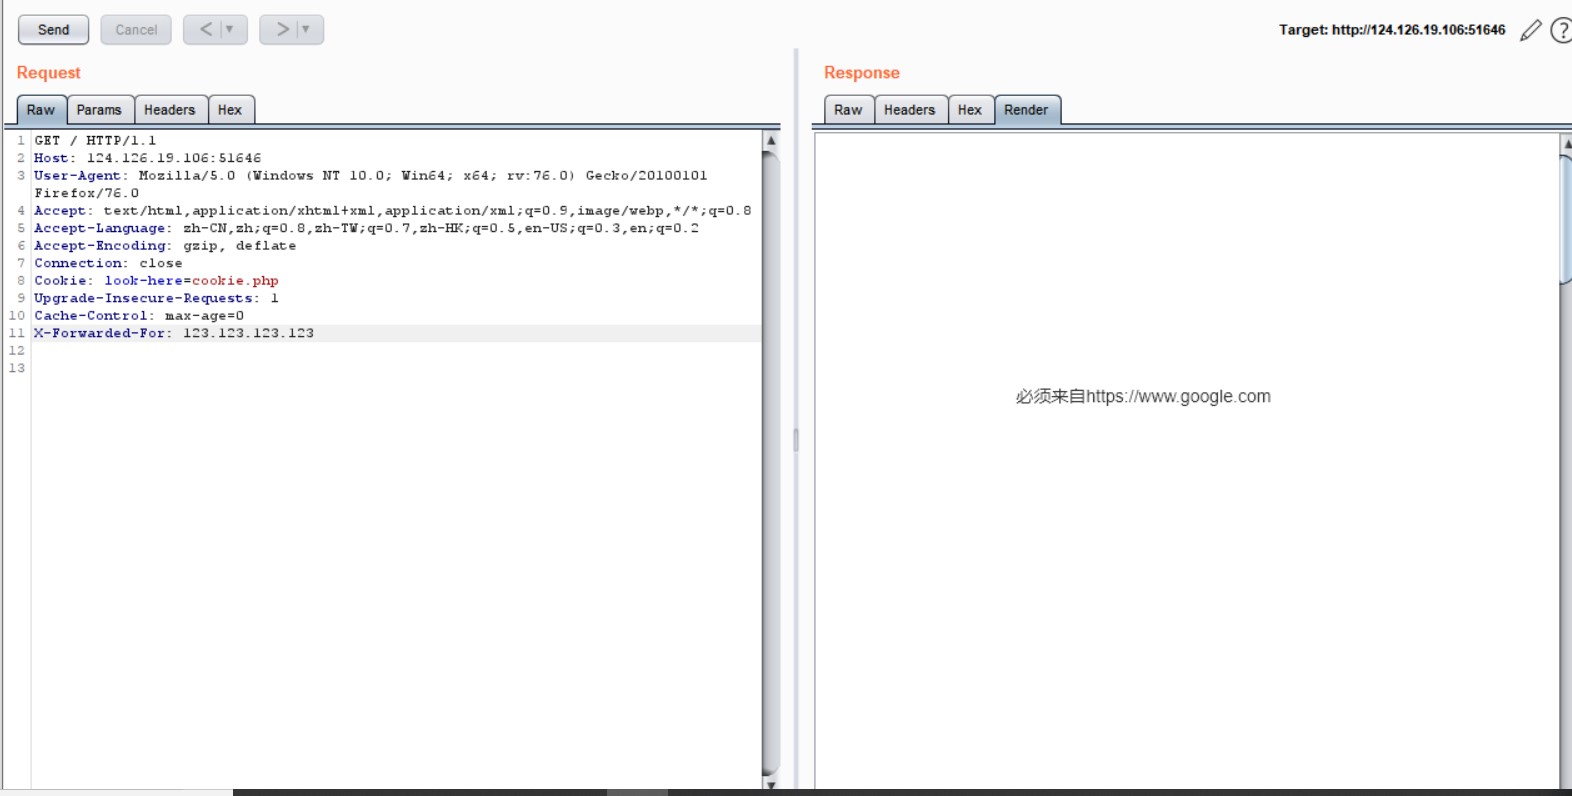 Send Cancel < ▼ > ▼ Target: http://124.126.19.106:51646 ?
Request
Raw Params Headers Hex
1 GET / HTTP/1.1
2 Host: 124.126.19.106:51646
3 User-Agent: Mozilla/5.0 (Windows NT 10.0; Win64; x64; rv:76.0) Gecko/20100101
Firefox/76.0
4 Accept: text/html,application/xhtml+xml,application/xml;q=0.9,image/webp,*/*;q=0.8
5 Accept-Language: zh-CN,zh;q=0.8,zh-TW;q=0.7,zh-HK;q=0.5,en-US;q=0.3,en;q=0.2
6 Accept-Encoding: gzip, deflate
7 Connection: close
8 Cookie: look-here=cookie.php
9 Upgrade-Insecure-Requests: 1
10 Cache-Control: max-age=0
11 X-Forwarded-For: 123.123.123.123
12
13
Response
Raw Headers Hex Render
必须来自https://www.google.com